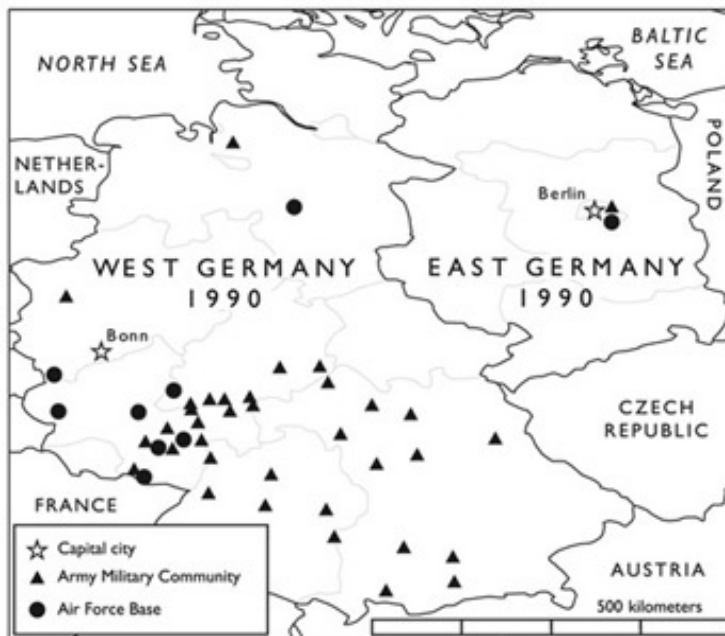 NORTH SEA
BALTIC
SEA
NETHER-
LANDS
POLAND
Berlin
WEST GERMANY
1990
EAST GERMANY
1990
Bonn
CZECH
REPUBLIC
FRANCE
Capital city
Army Military Community
Air Force Base
AUSTRIA
500 kilometers